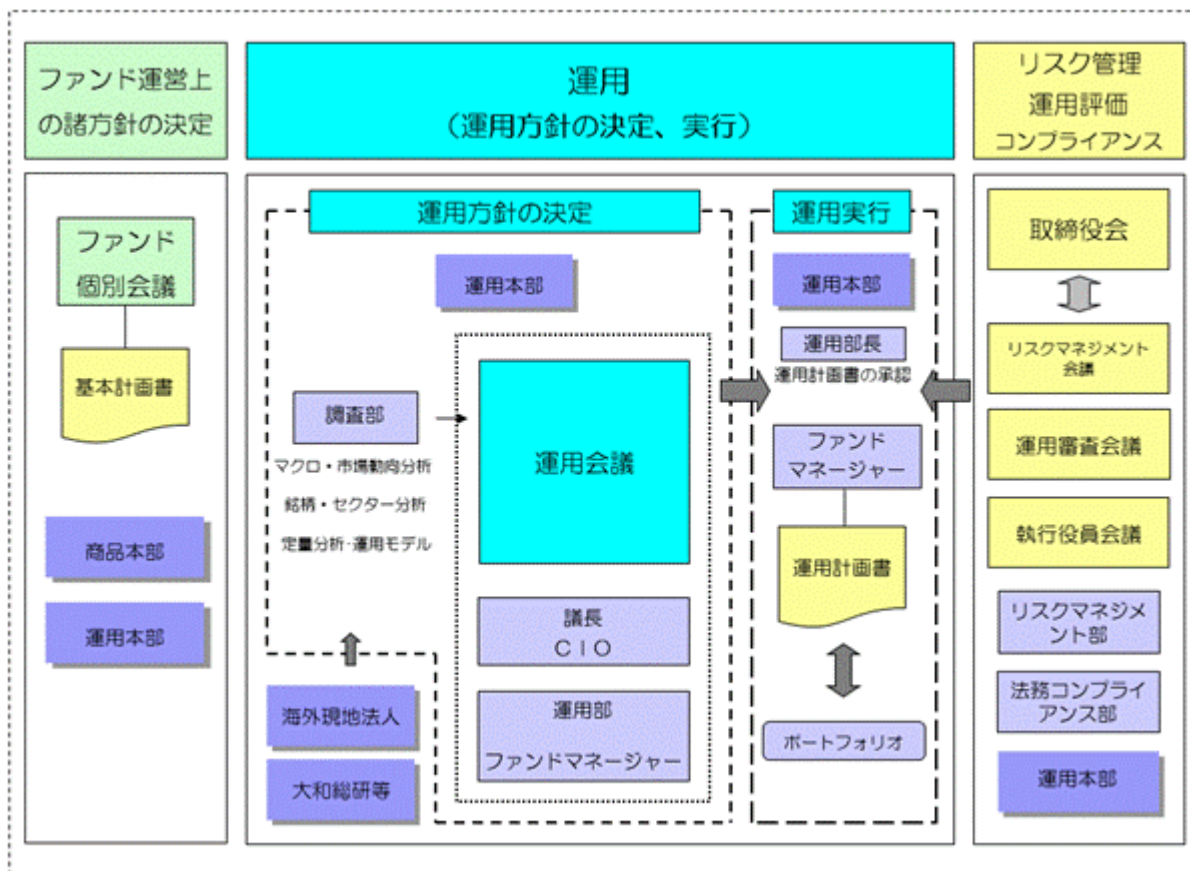 ファンド運営上
の諸方針の決定
運用
(運用方針の決定、実行)
リスク管理
運用評価
コンプライアンス
ファンド
個別会議
基本計画書
商品本部
運用本部
運用方針の決定
運用本部
調査部
マクロ・市場動向分析
銘柄・セクター分析
定量分析・運用モデル
運用会議
議長
CIO
運用部
ファンドマネージャー
海外現地法人
大和総研等
運用実行
運用本部
運用部長
運用計画書の承認
ファンド
マネージャー
運用計画書
ポートフォリオ
取締役会
リスクマネジメント
会議
運用審査会議
執行役員会議
リスクマネジメ
ント部
法務コンプライ
アンス部
運用本部